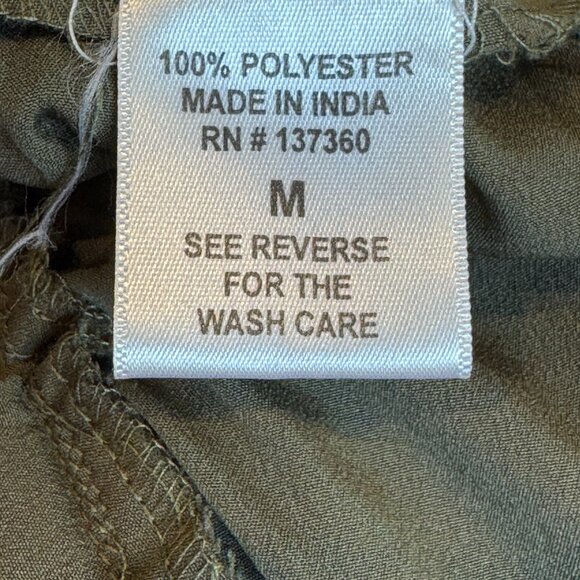 100% POLYESTER
MADE IN INDIA
RN # 137360
M
SEE REVERSE
FOR THE
WASH CARE